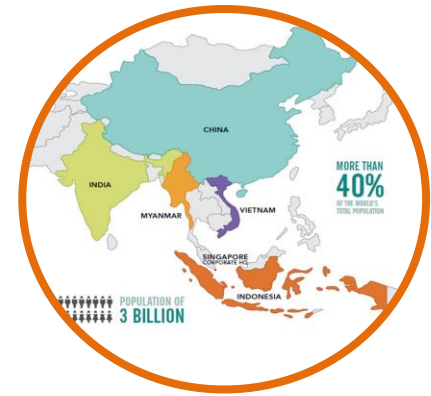 CHINA
INDIA
MORE THAN
40%
OF THE WORLD'S
TOTAL POPULATION
MYANMAR
VIETNAM
SINGAPORE
CORPORATE HQ
INDONESIA
POPULATION OF
3 BILLION